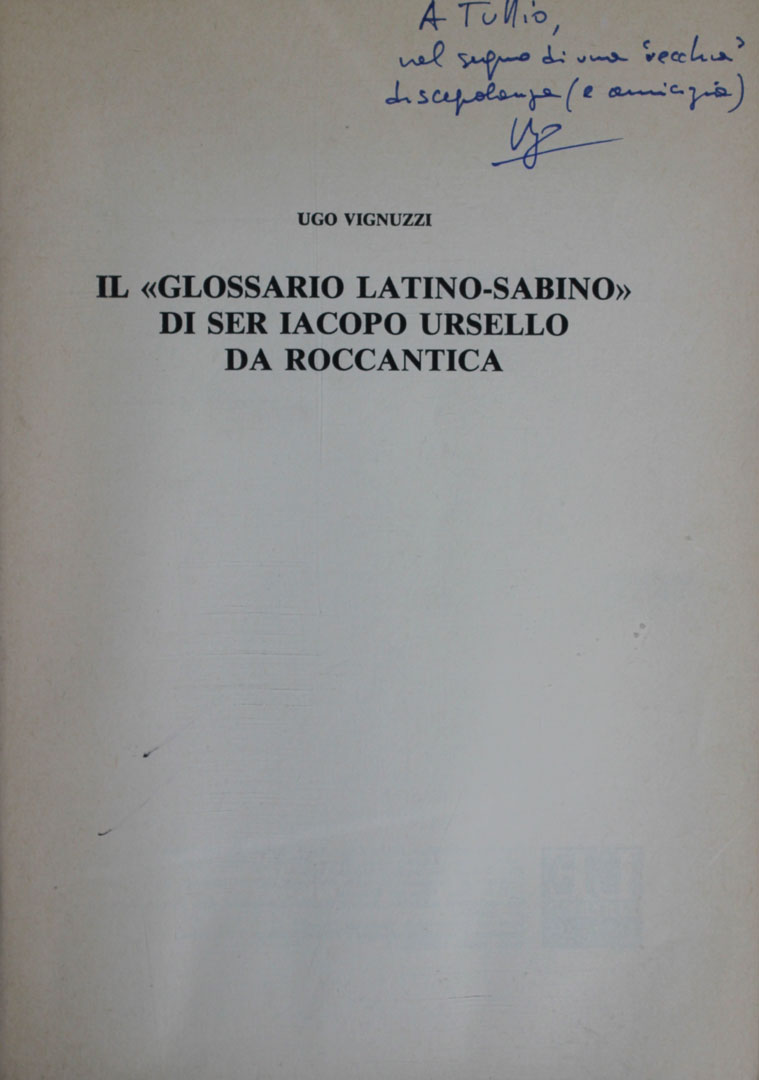 A Tullio,
nel segno di una "vecchia"
discepolanza (e amicizia)
Ugo
UGO VIGNUZZI
IL «GLOSSARIO LATINO-SABINO»
DI SER IACOPO URSELLO
DA ROCCANTICA